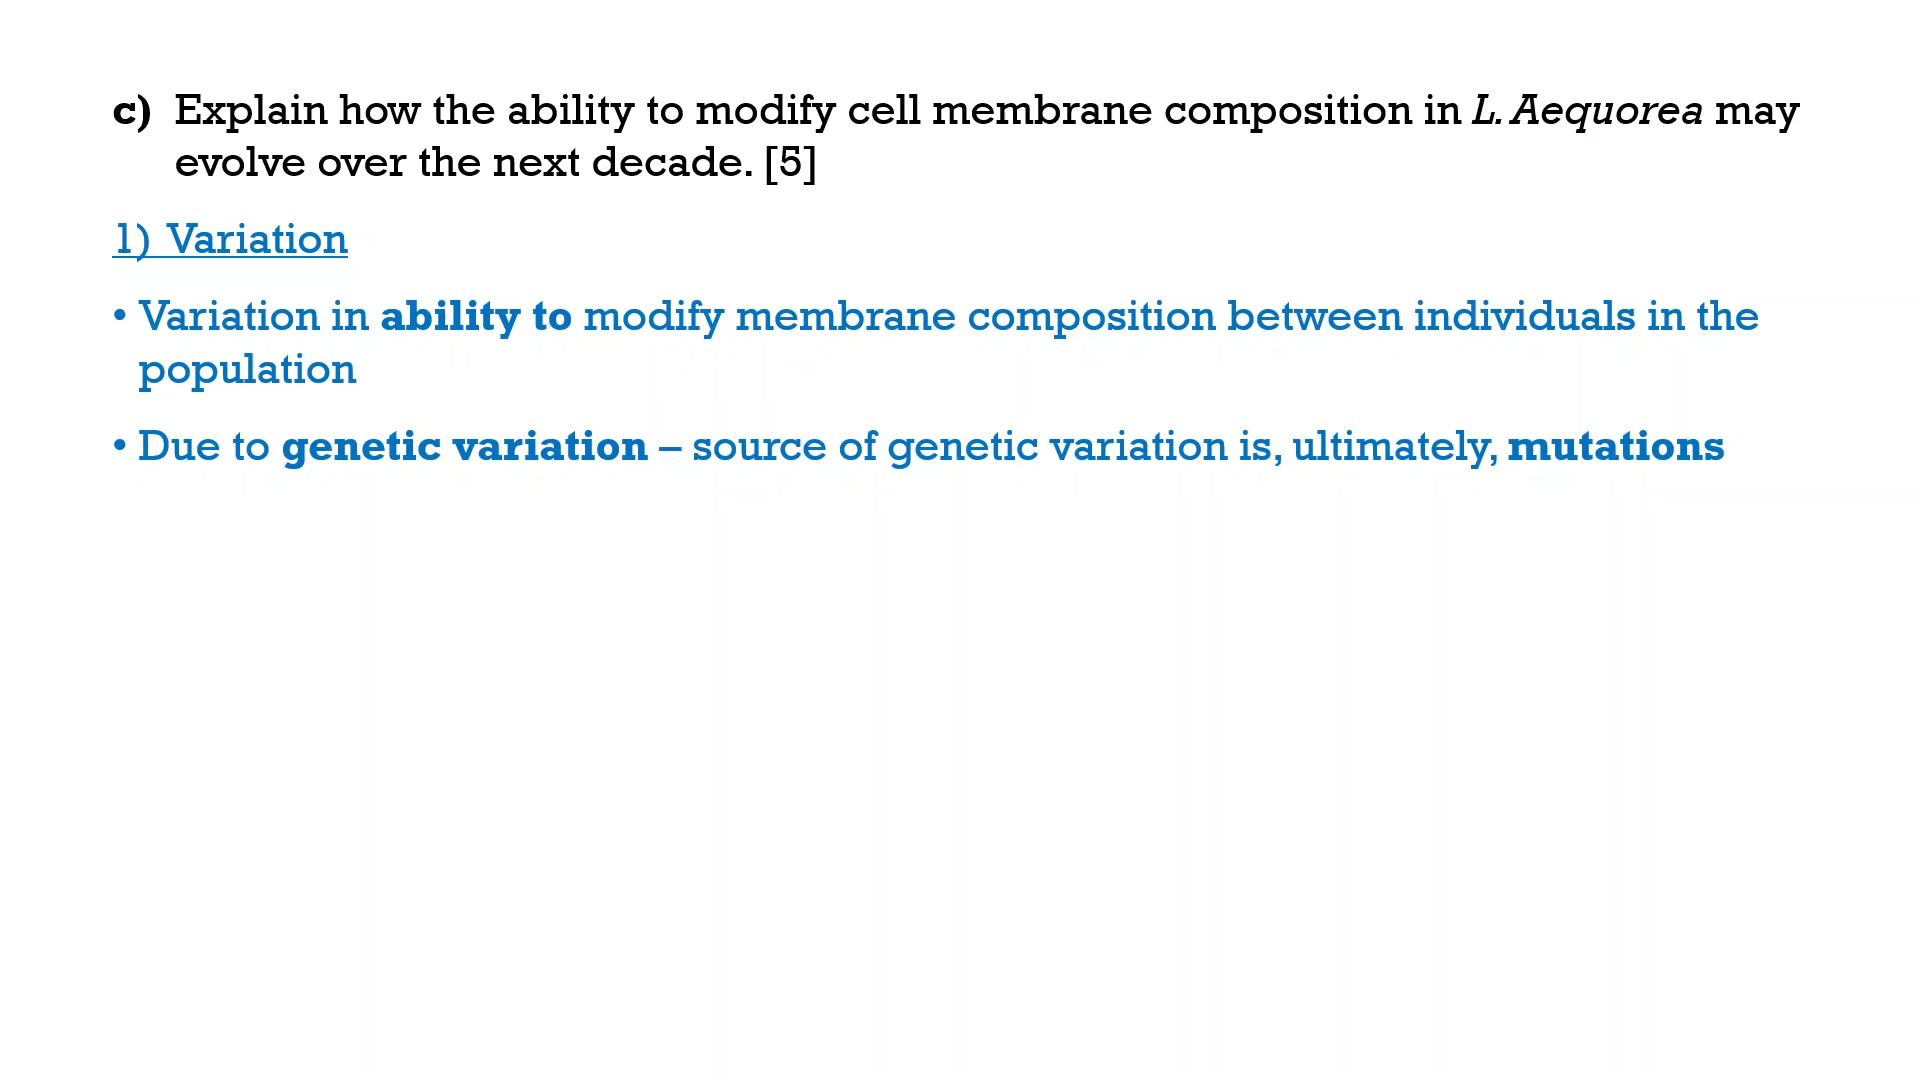 c) Explain how the ability to modify cell membrane composition in L. Aequorea may
evolve over the next decade. [5]
1) Variation
• Variation in ability to modify membrane composition between individuals in the
population
• Due to genetic variation – source of genetic variation is, ultimately, mutations